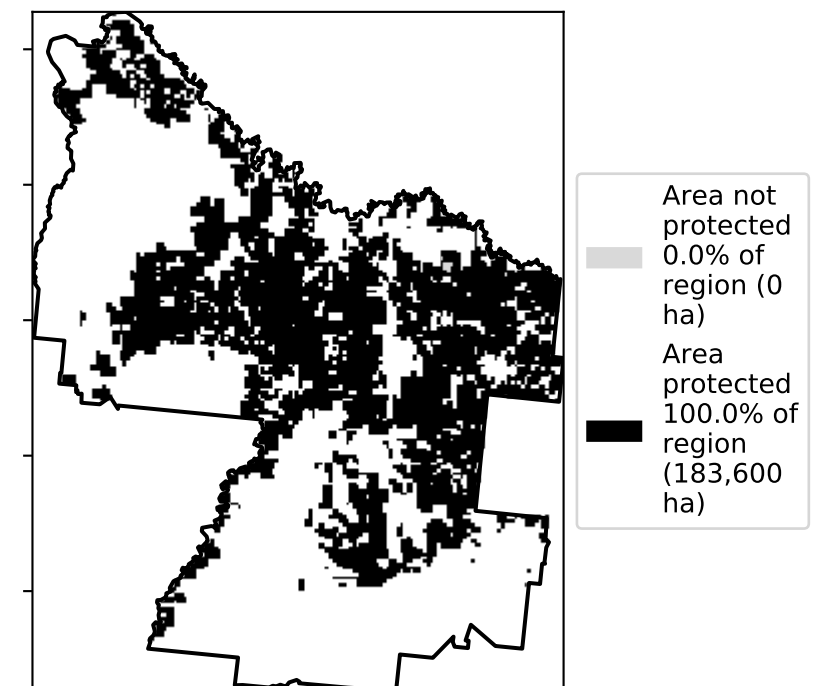 Area not
protected
0.0% of
region (0
ha)
Area
protected
100.0% of
region
(183,600
ha)